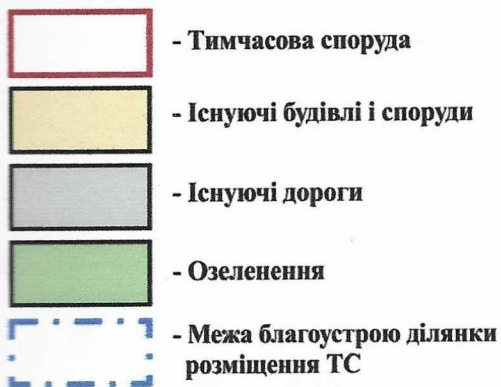 - Тимчасова споруда
- Існуючі будівлі і споруди
- Існуючі дороги
- Озеленення
- Межа благоустрою ділянки
розміщення ТС